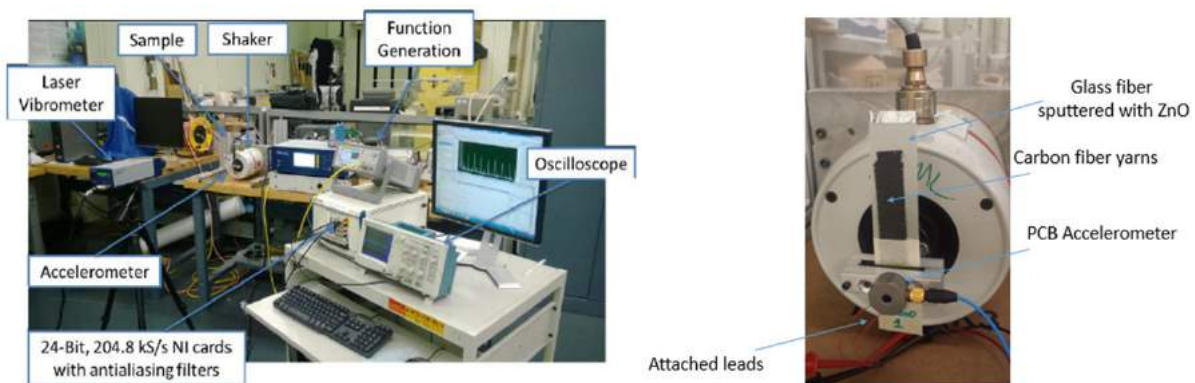 Sample
Shaker
Function
Generation
Laser
Vibrometer
Oscilloscope
Accelerometer
24-Bit, 204.8 kS/s NI cards
with antialiasing filters
Glass fiber
sputtered with ZnO
Carbon fiber yarns
PCB Accelerometer
Attached leads